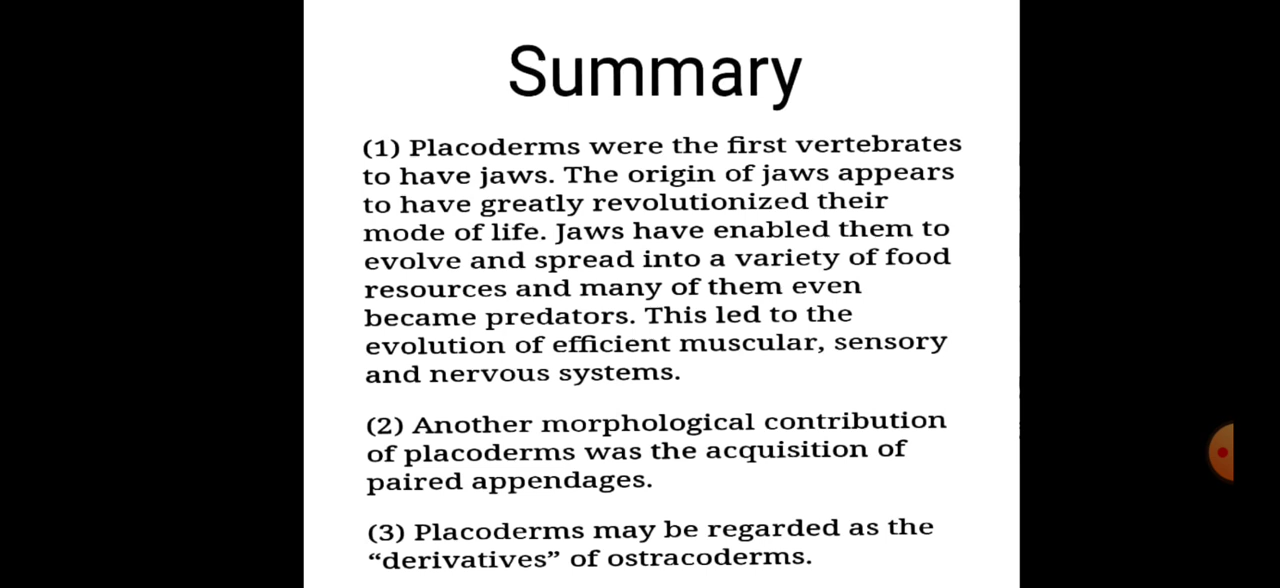 Summary
(1) Placoderms were the first vertebrates
to have jaws. The origin of jaws appears
to have greatly revolutionized their
mode of life. Jaws have enabled them to
evolve and spread into a variety of food
resources and many of them even
became predators. This led to the
evolution of efficient muscular, sensory
and nervous systems.
(2) Another morphological contribution
of placoderms was the acquisition of
paired appendages.
(3) Placoderms may be regarded as the
“derivatives” of ostracoderms.